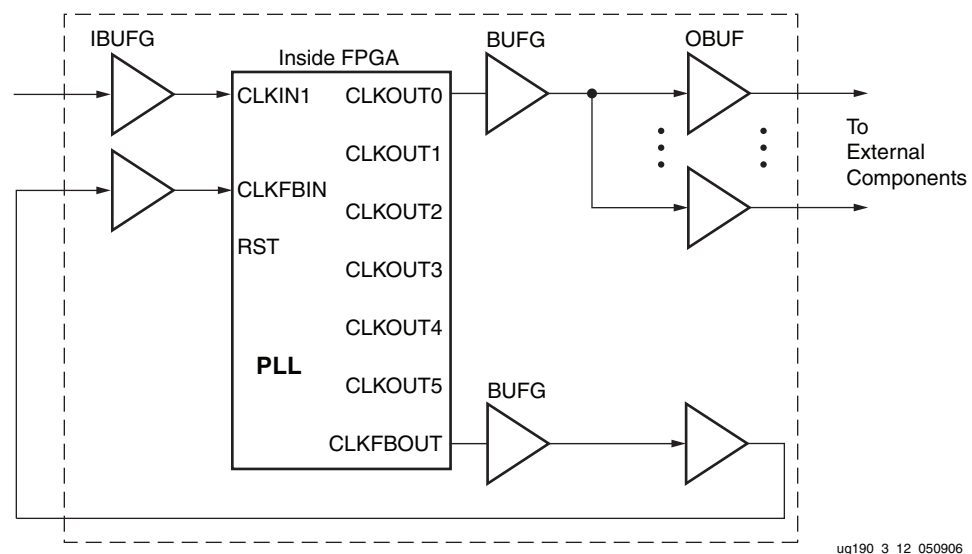 IBUFG
BUFG
OBUF
Inside FPGA
CLKIN1
CLKOUT0
To
External
Components
CLKOUT1
CLKFBIN
CLKOUT2
RST
CLKOUT3
CLKOUT4
PLL
CLKOUT5
BUFG
CLKFBOUT
ug190_3_12_050906